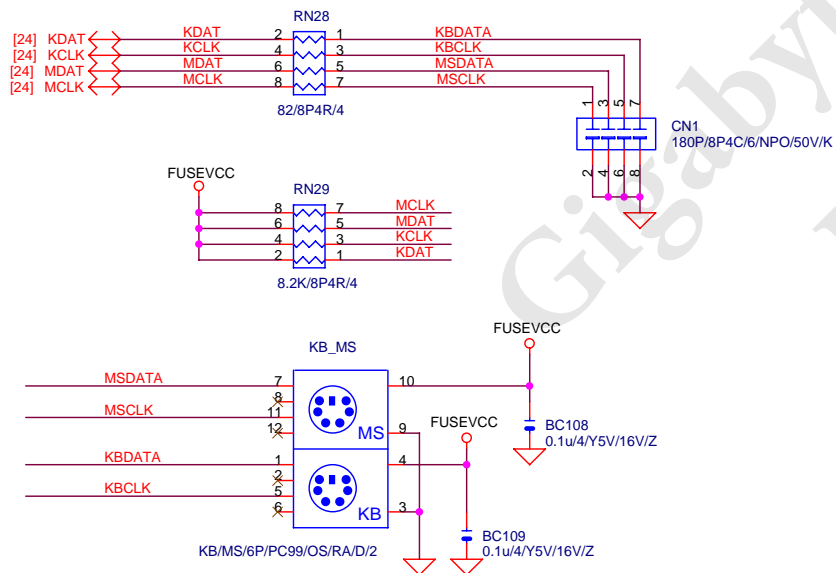 RN28
[24] KDAT KDAT 2 1 KBDATA
[24] KCLK KCLK 4 3 KBCLK
[24] MDAT MDAT 6 5 MSDATA
[24] MCLK MCLK 8 7 MSCLK
82/8P4R/4
1 3 5 7
CN1
180P/8P4C/6/NPO/50V/K
2 4 6 8
FUSEVCC
RN29
8 7 MCLK
6 5 MDAT
4 3 KCLK
2 1 KDAT
8.2K/8P4R/4
Gigaby
FUSEVCC
KB_MS
MSDATA 7 10
8
MSCLK 11
12 MS 9
FUSEVCC
BC108
0.1u/4/Y5V/16V/Z
KBDATA 1 4
2
KBCLK 5
6 KB 3
BC109
0.1u/4/Y5V/16V/Z
KB/MS/6P/PC99/OS/RA/D/2